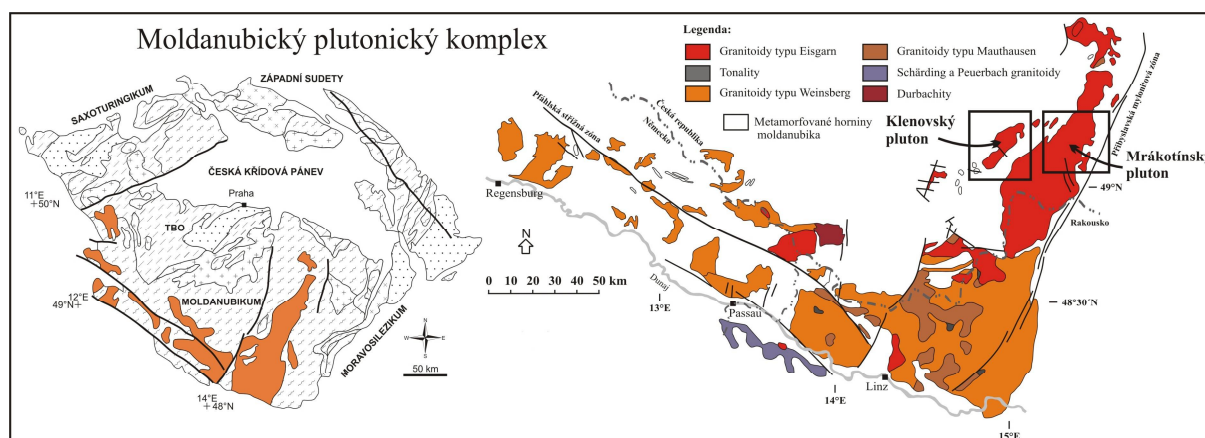 Moldanubický plutonický komplex
ZÁPADNÍ SUDETY
SAXOTURINGIKUM
ČESKÁ KŘÍDOVÁ PÁNEV
Praha
11°E
+50°N
TBO
MOLDANUBIKUM
12°E
49°N+
MORAVOSILEZIKUM
14°E
+48°N
N
W
E
S
50 km
Legenda:
Granitoidy typu Eisgarn
Tonality
Granitoidy typu Weinsberg
Granitoidy typu Mauthausen
Schärding a Peuerbach granitoidy
Durbachity
Metamorfované horniny
moldanubika
Pfahlská střižná zóna
Česká republika
Německo
Regensburg
N
0 10 20 30 40 50 km
Dunaj
13°E
Passau
14°E
Linz
15°E
Klenovský
pluton
Mrákotínský
pluton
Přibyslavská mylonitová zóna
49°N
Rakousko
48°30´N